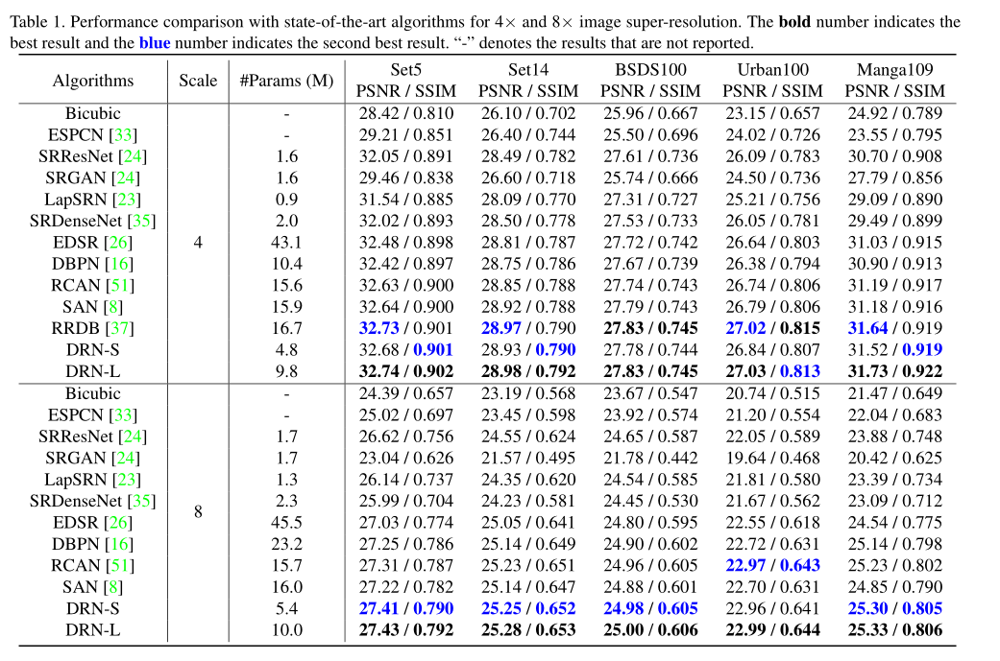 Table 1. Performance comparison with state-of-the-art algorithms for 4× and 8× image super-resolution. The bold number indicates the
best result and the blue number indicates the second best result. “-” denotes the results that are not reported.
Algorithms Scale #Params (M) Set5 Set14 BSDS100 Urban100 Manga109
PSNR / SSIM PSNR / SSIM PSNR / SSIM PSNR / SSIM PSNR / SSIM
Bicubic - 28.42 / 0.810 26.10 / 0.702 25.96 / 0.667 23.15 / 0.657 24.92 / 0.789
ESPCN [33] - 29.21 / 0.851 26.40 / 0.744 25.50 / 0.696 24.02 / 0.726 23.55 / 0.795
SRResNet [24] 1.6 32.05 / 0.891 28.49 / 0.782 27.61 / 0.736 26.09 / 0.783 30.70 / 0.908
SRGAN [24] 1.6 29.46 / 0.838 26.60 / 0.718 25.74 / 0.666 24.50 / 0.736 27.79 / 0.856
LapSRN [23] 0.9 31.54 / 0.885 28.09 / 0.770 27.31 / 0.727 25.21 / 0.756 29.09 / 0.890
SRDenseNet [35] 2.0 32.02 / 0.893 28.50 / 0.778 27.53 / 0.733 26.05 / 0.781 29.49 / 0.899
EDSR [26] 4 43.1 32.48 / 0.898 28.81 / 0.787 27.72 / 0.742 26.64 / 0.803 31.03 / 0.915
DBPN [16] 10.4 32.42 / 0.897 28.75 / 0.786 27.67 / 0.739 26.38 / 0.794 30.90 / 0.913
RCAN [51] 15.6 32.63 / 0.900 28.85 / 0.788 27.74 / 0.743 26.74 / 0.806 31.19 / 0.917
SAN [8] 15.9 32.64 / 0.900 28.92 / 0.788 27.79 / 0.743 26.79 / 0.806 31.18 / 0.916
RRDB [37] 16.7 32.73 / 0.901 28.97 / 0.790 27.83 / 0.745 27.02 / 0.815 31.64 / 0.919
DRN-S 4.8 32.68 / 0.901 28.93 / 0.790 27.78 / 0.744 26.84 / 0.807 31.52 / 0.919
DRN-L 9.8 32.74 / 0.902 28.98 / 0.792 27.83 / 0.745 27.03 / 0.813 31.73 / 0.922
Bicubic - 24.39 / 0.657 23.19 / 0.568 23.67 / 0.547 20.74 / 0.515 21.47 / 0.649
ESPCN [33] - 25.02 / 0.697 23.45 / 0.598 23.92 / 0.574 21.20 / 0.554 22.04 / 0.683
SRResNet [24] 1.7 26.62 / 0.756 24.55 / 0.624 24.65 / 0.587 22.05 / 0.589 23.88 / 0.748
SRGAN [24] 1.7 23.04 / 0.626 21.57 / 0.495 21.78 / 0.442 19.64 / 0.468 20.42 / 0.625
LapSRN [23] 1.3 26.14 / 0.737 24.35 / 0.620 24.54 / 0.585 21.81 / 0.580 23.39 / 0.734
SRDenseNet [35] 2.3 25.99 / 0.704 24.23 / 0.581 24.45 / 0.530 21.67 / 0.562 23.09 / 0.712
EDSR [26] 8 45.5 27.03 / 0.774 25.05 / 0.641 24.80 / 0.595 22.55 / 0.618 24.54 / 0.775
DBPN [16] 23.2 27.25 / 0.786 25.14 / 0.649 24.90 / 0.602 22.72 / 0.631 25.14 / 0.798
RCAN [51] 15.7 27.31 / 0.787 25.23 / 0.651 24.96 / 0.605 22.97 / 0.643 25.23 / 0.802
SAN [8] 16.0 27.22 / 0.782 25.14 / 0.647 24.88 / 0.601 22.70 / 0.631 24.85 / 0.790
DRN-S 5.4 27.41 / 0.790 25.25 / 0.652 24.98 / 0.605 22.96 / 0.641 25.30 / 0.805
DRN-L 10.0 27.43 / 0.792 25.28 / 0.653 25.00 / 0.606 22.99 / 0.644 25.33 / 0.806